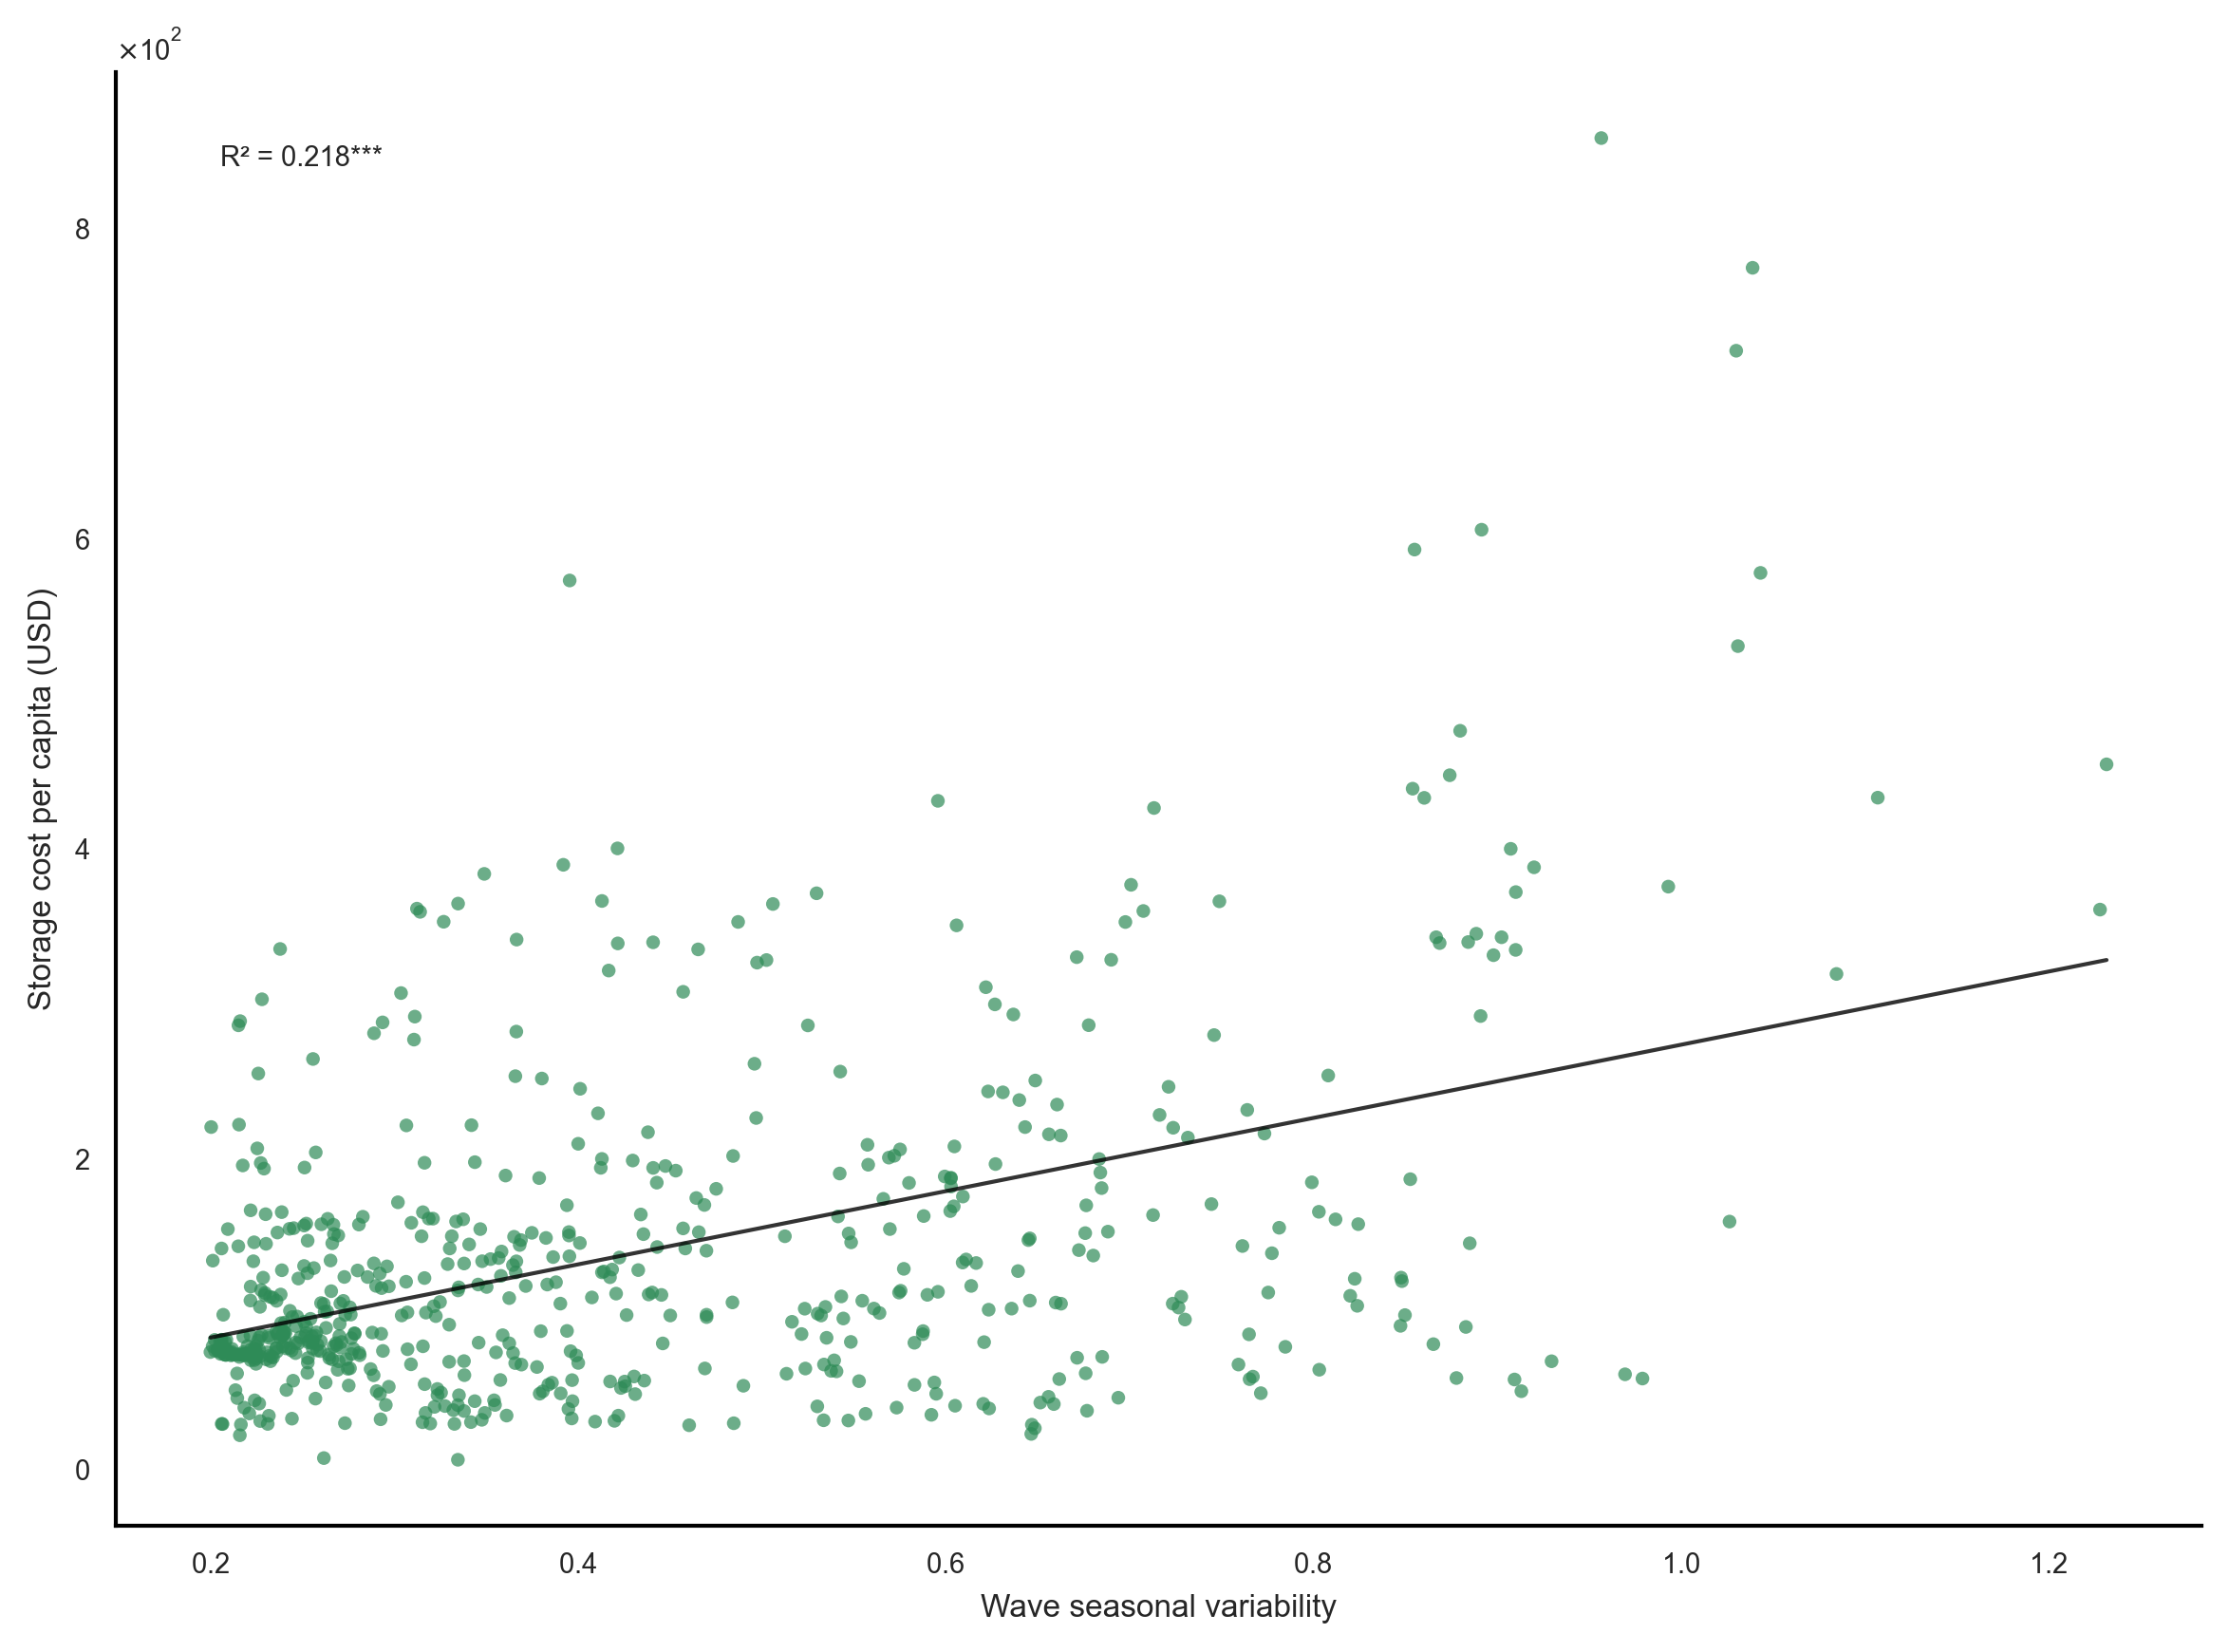 ×10²
R² = 0.218***
8
6
4
2
0
Storage cost per capita (USD)
0.2 0.4 0.6 0.8 1.0 1.2
Wave seasonal variability